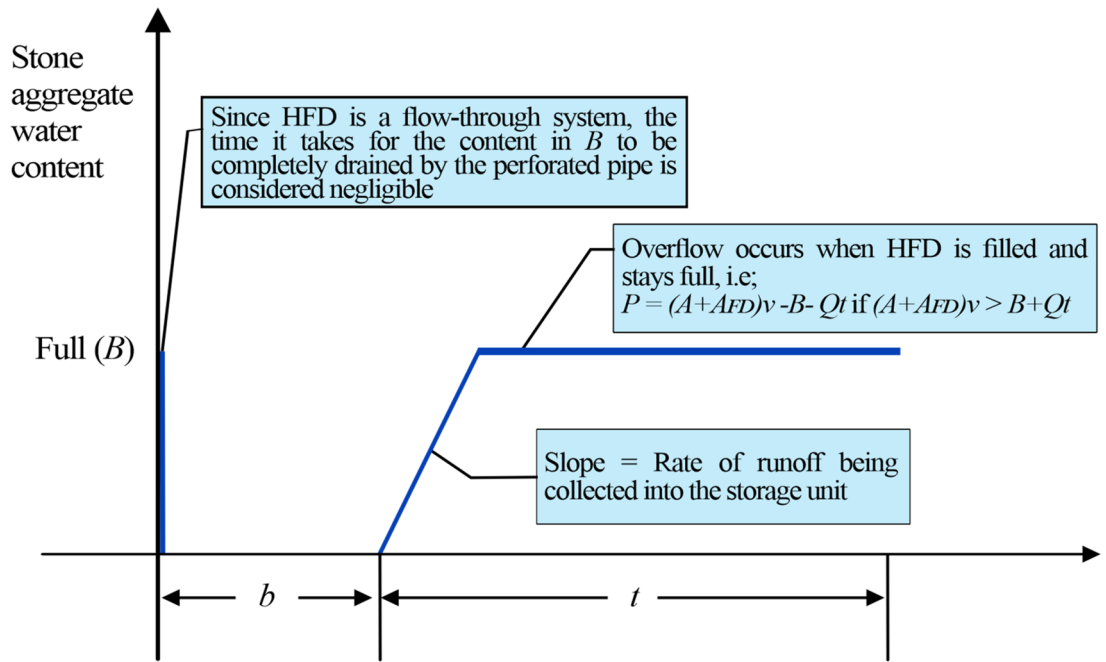 Stone
aggregate
water
content
Since HFD is a flow-through system, the
time it takes for the content in B to be
completely drained by the perforated pipe is
considered negligible
Overflow occurs when HFD is filled and
stays full, i.e;
P = (A+AFD)v -B- Qt if (A+AFD)v > B+Qt
Full (B)
Slope = Rate of runoff being
collected into the storage unit
b
t